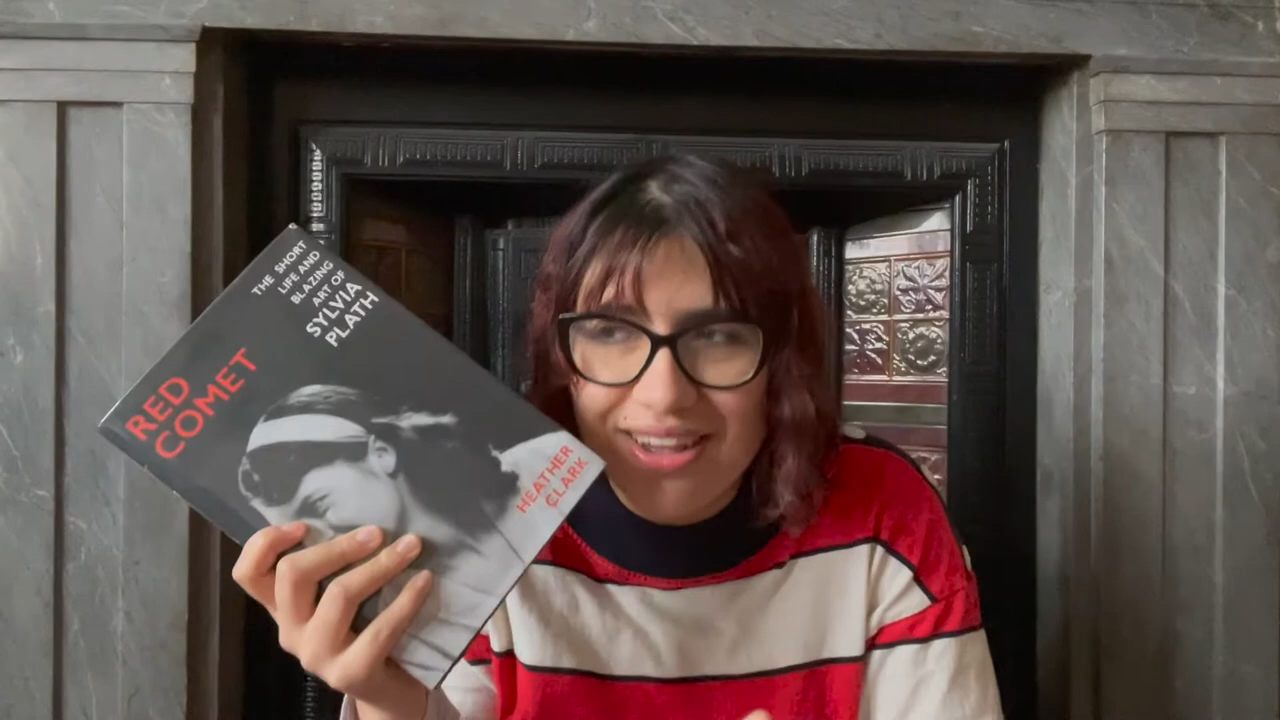 THE SHORT
LIFE AND
BLAZING
ART OF
SYLVIA
PLATH
RED
COMET
HEATHER
CLARK